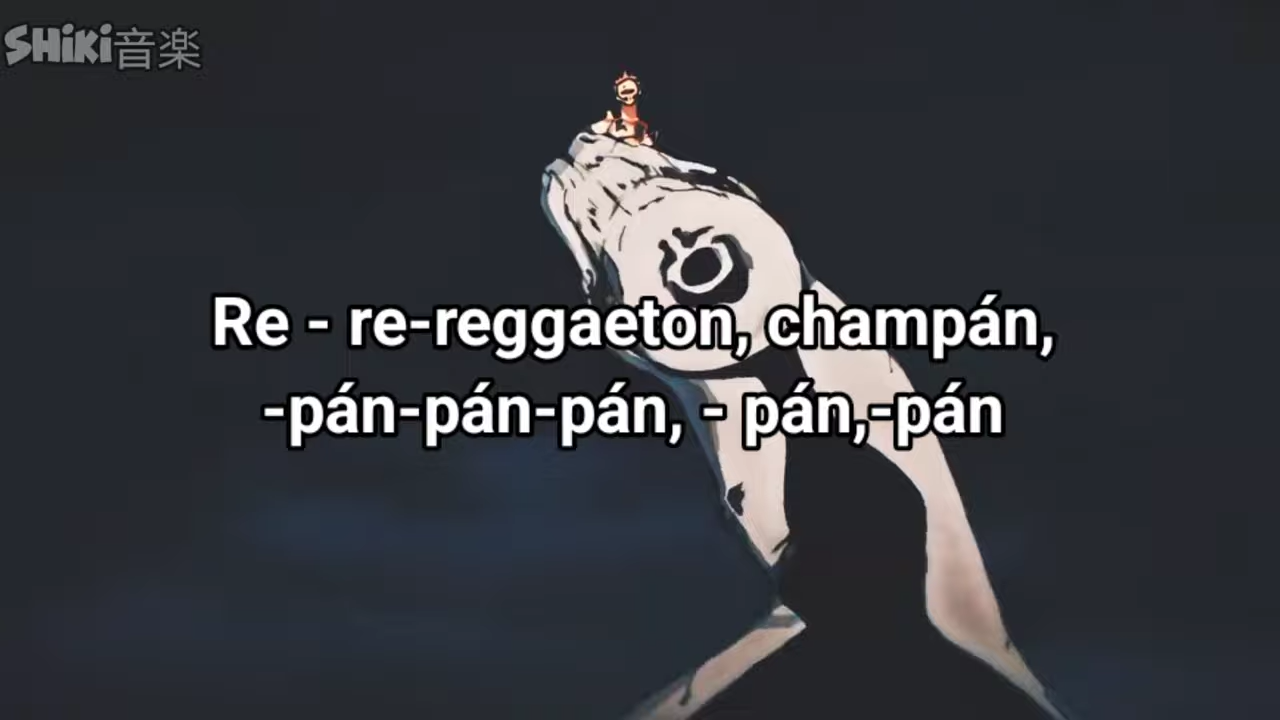 SHiKi音楽
Re - re-reggaeton, champán,
-pán-pán-pán, - pán,-pán